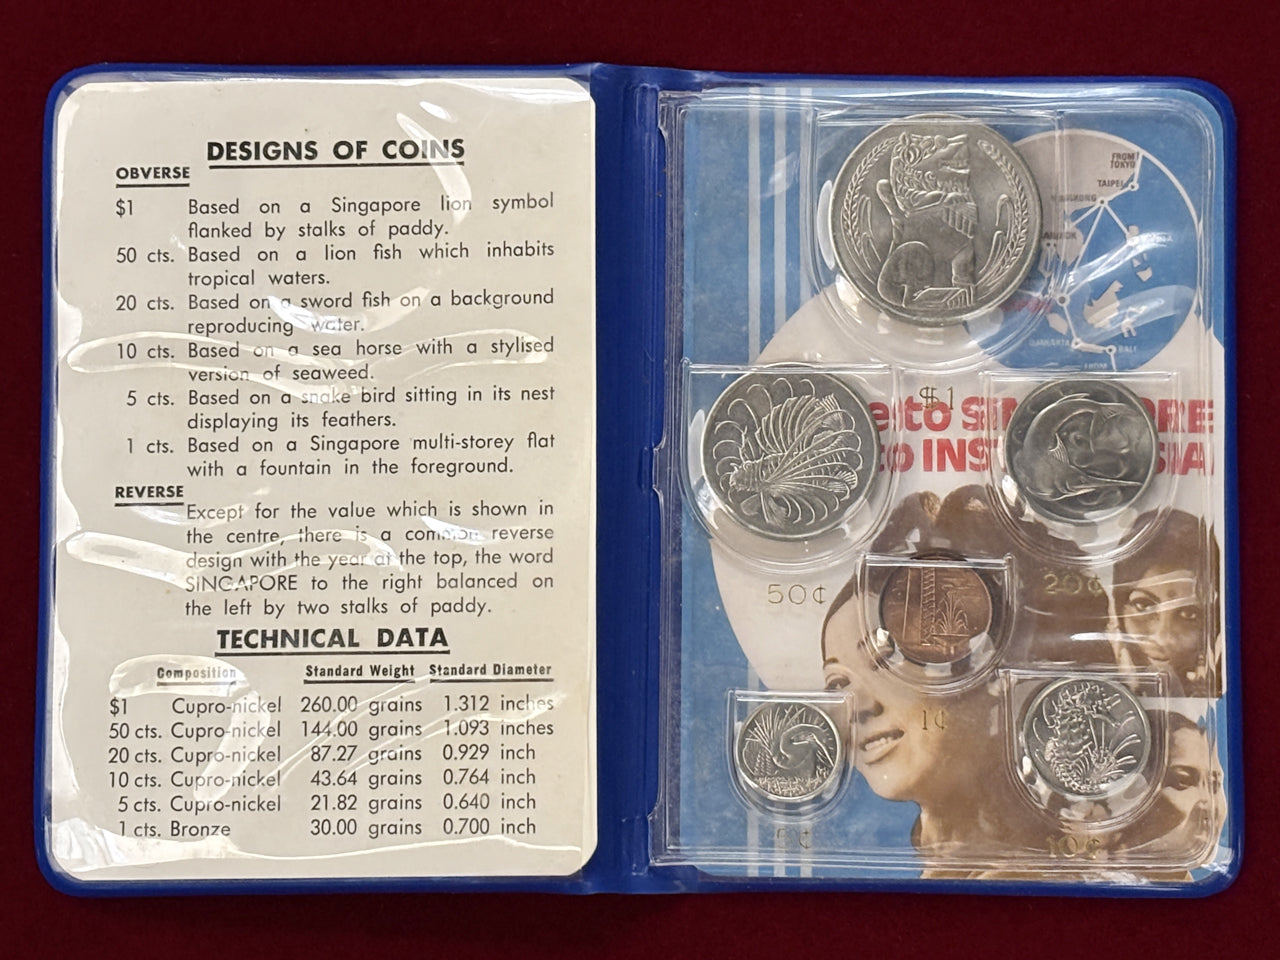 DESIGNS OF COINS
OBVERSE
$1 Based on a Singapore lion symbol
flanked by stalks of paddy.
50 cts. Based on a lion fish which inhabits
tropical waters.
20 cts. Based on a sword fish on a background
reproducing water.
10 cts. Based on a sea horse with a stylised
version of seaweed.
5 cts. Based on a snake bird sitting in its nest
displaying its feathers.
1 cts. Based on a Singapore multi-storey flat
with a fountain in the foreground.
REVERSE
Except for the value which is shown in
the centre, there is a common reverse
design with the year at the top, the word
SINGAPORE to the right balanced on
the left by two stalks of paddy.
TECHNICAL DATA
Composition Standard Weight Standard Diameter
$1 Cupro-nickel 260.00 grains 1.312 inches
50 cts. Cupro-nickel 144.00 grains 1.093 inches
20 cts. Cupro-nickel 87.27 grains 0.929 inch
10 cts. Cupro-nickel 43.64 grains 0.764 inch
5 cts. Cupro-nickel 21.82 grains 0.640 inch
1 cts. Bronze 30.00 grains 0.700 inch
FROM
TOKYO
TAIPEI
DJAKARTA
BALI
FROM
$1
to
to
50¢
20¢
1¢
5¢
10¢